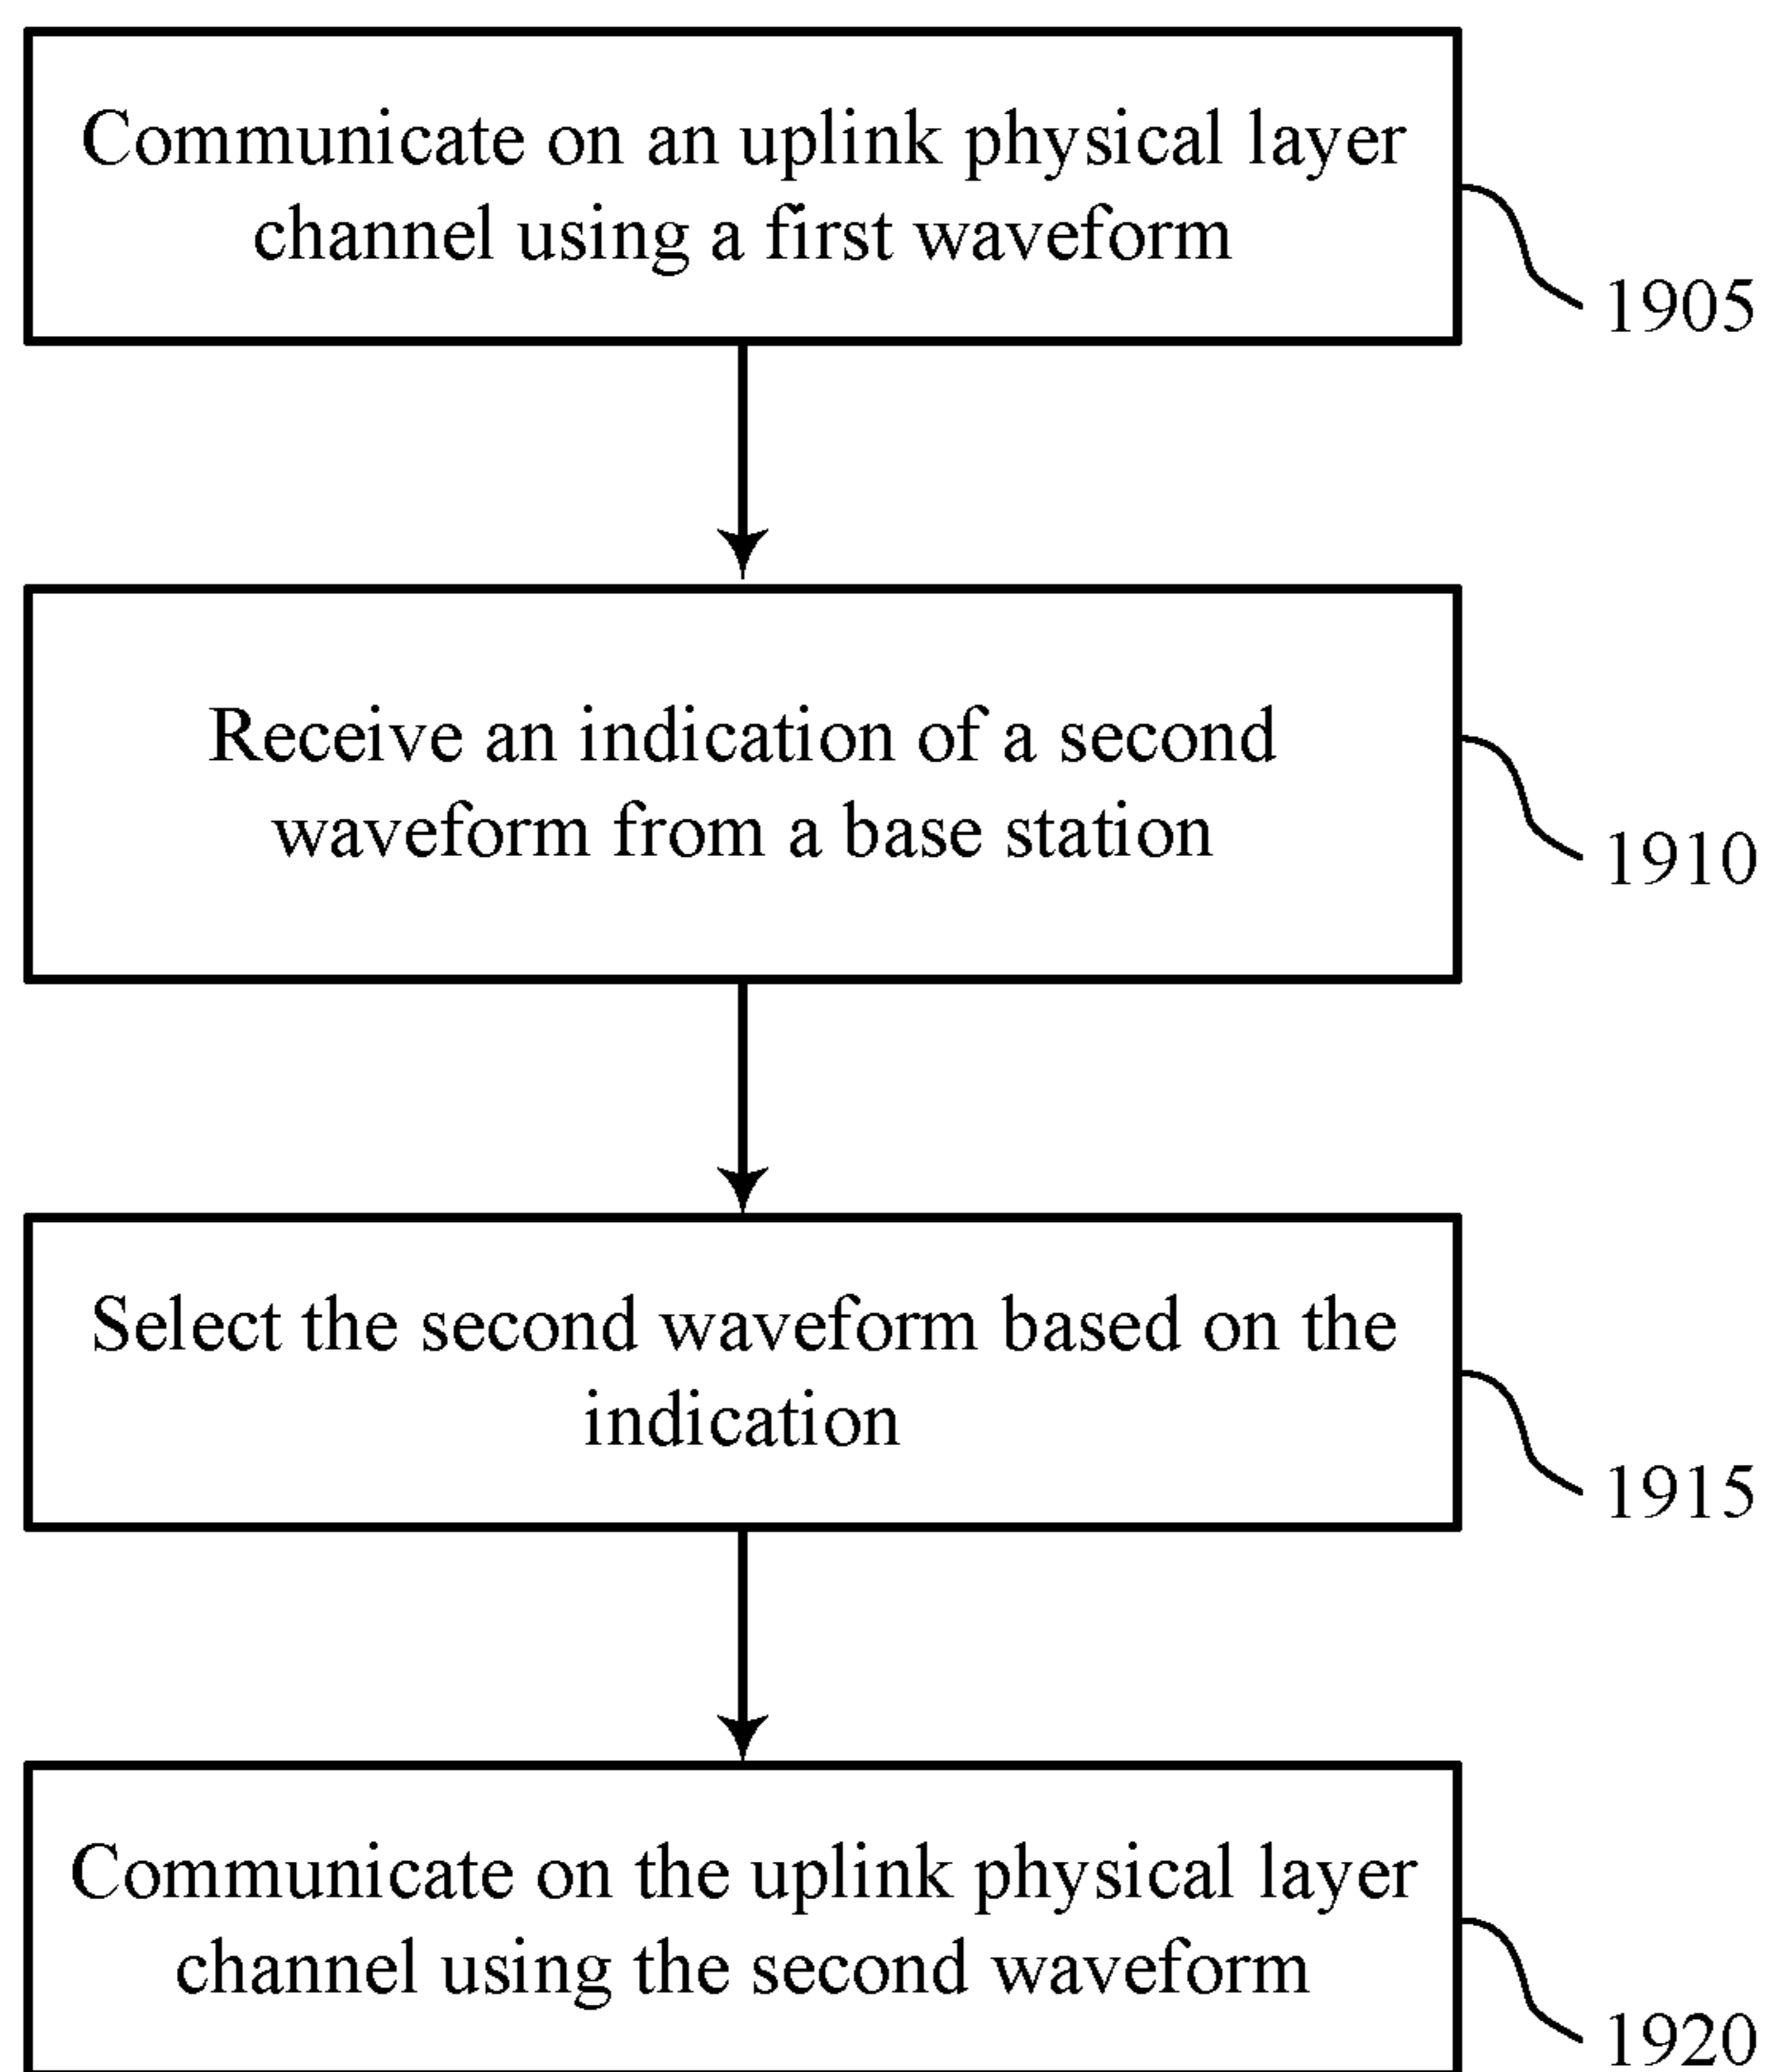 Communicate on an uplink physical layer
channel using a first waveform
1905
Receive an indication of a second
waveform from a base station
1910
Select the second waveform based on the
indication
1915
Communicate on the uplink physical layer
channel using the second waveform
1920